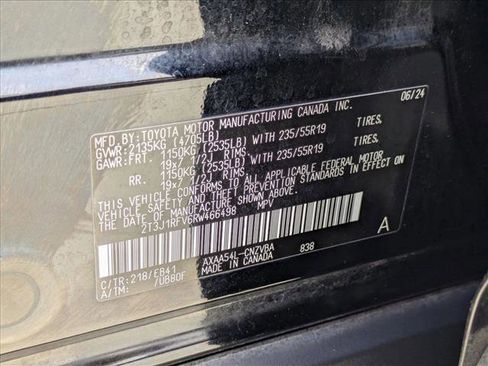 MFD.BY:TOYOTA MOTOR MANUFACTURING CANADA INC. 06/24
GVWR: 2135KG (4705LB)
GAWR:FRT. 1150KG (2535LB) WITH 235/55R19 TIRES.
19x7 1/2J RIMS.
RR. 1150KG (2535LB) WITH 235/55R19 TIRES.
19x7 1/2J RIMS.
THIS VEHICLE CONFORMS TO ALL APPLICABLE FEDERAL MOTOR
VEHICLE SAFETY AND THEFT PREVENTION STANDARDS IN EFFECT ON
THE DATE OF MANUFACTURE SHOWN ABOVE.
2T3J1RFV6RW466498 MPV
A
C/TR:218/EB41 AXAA54L-CNZVBA 838
A/TM: /UB80F MADE IN CANADA